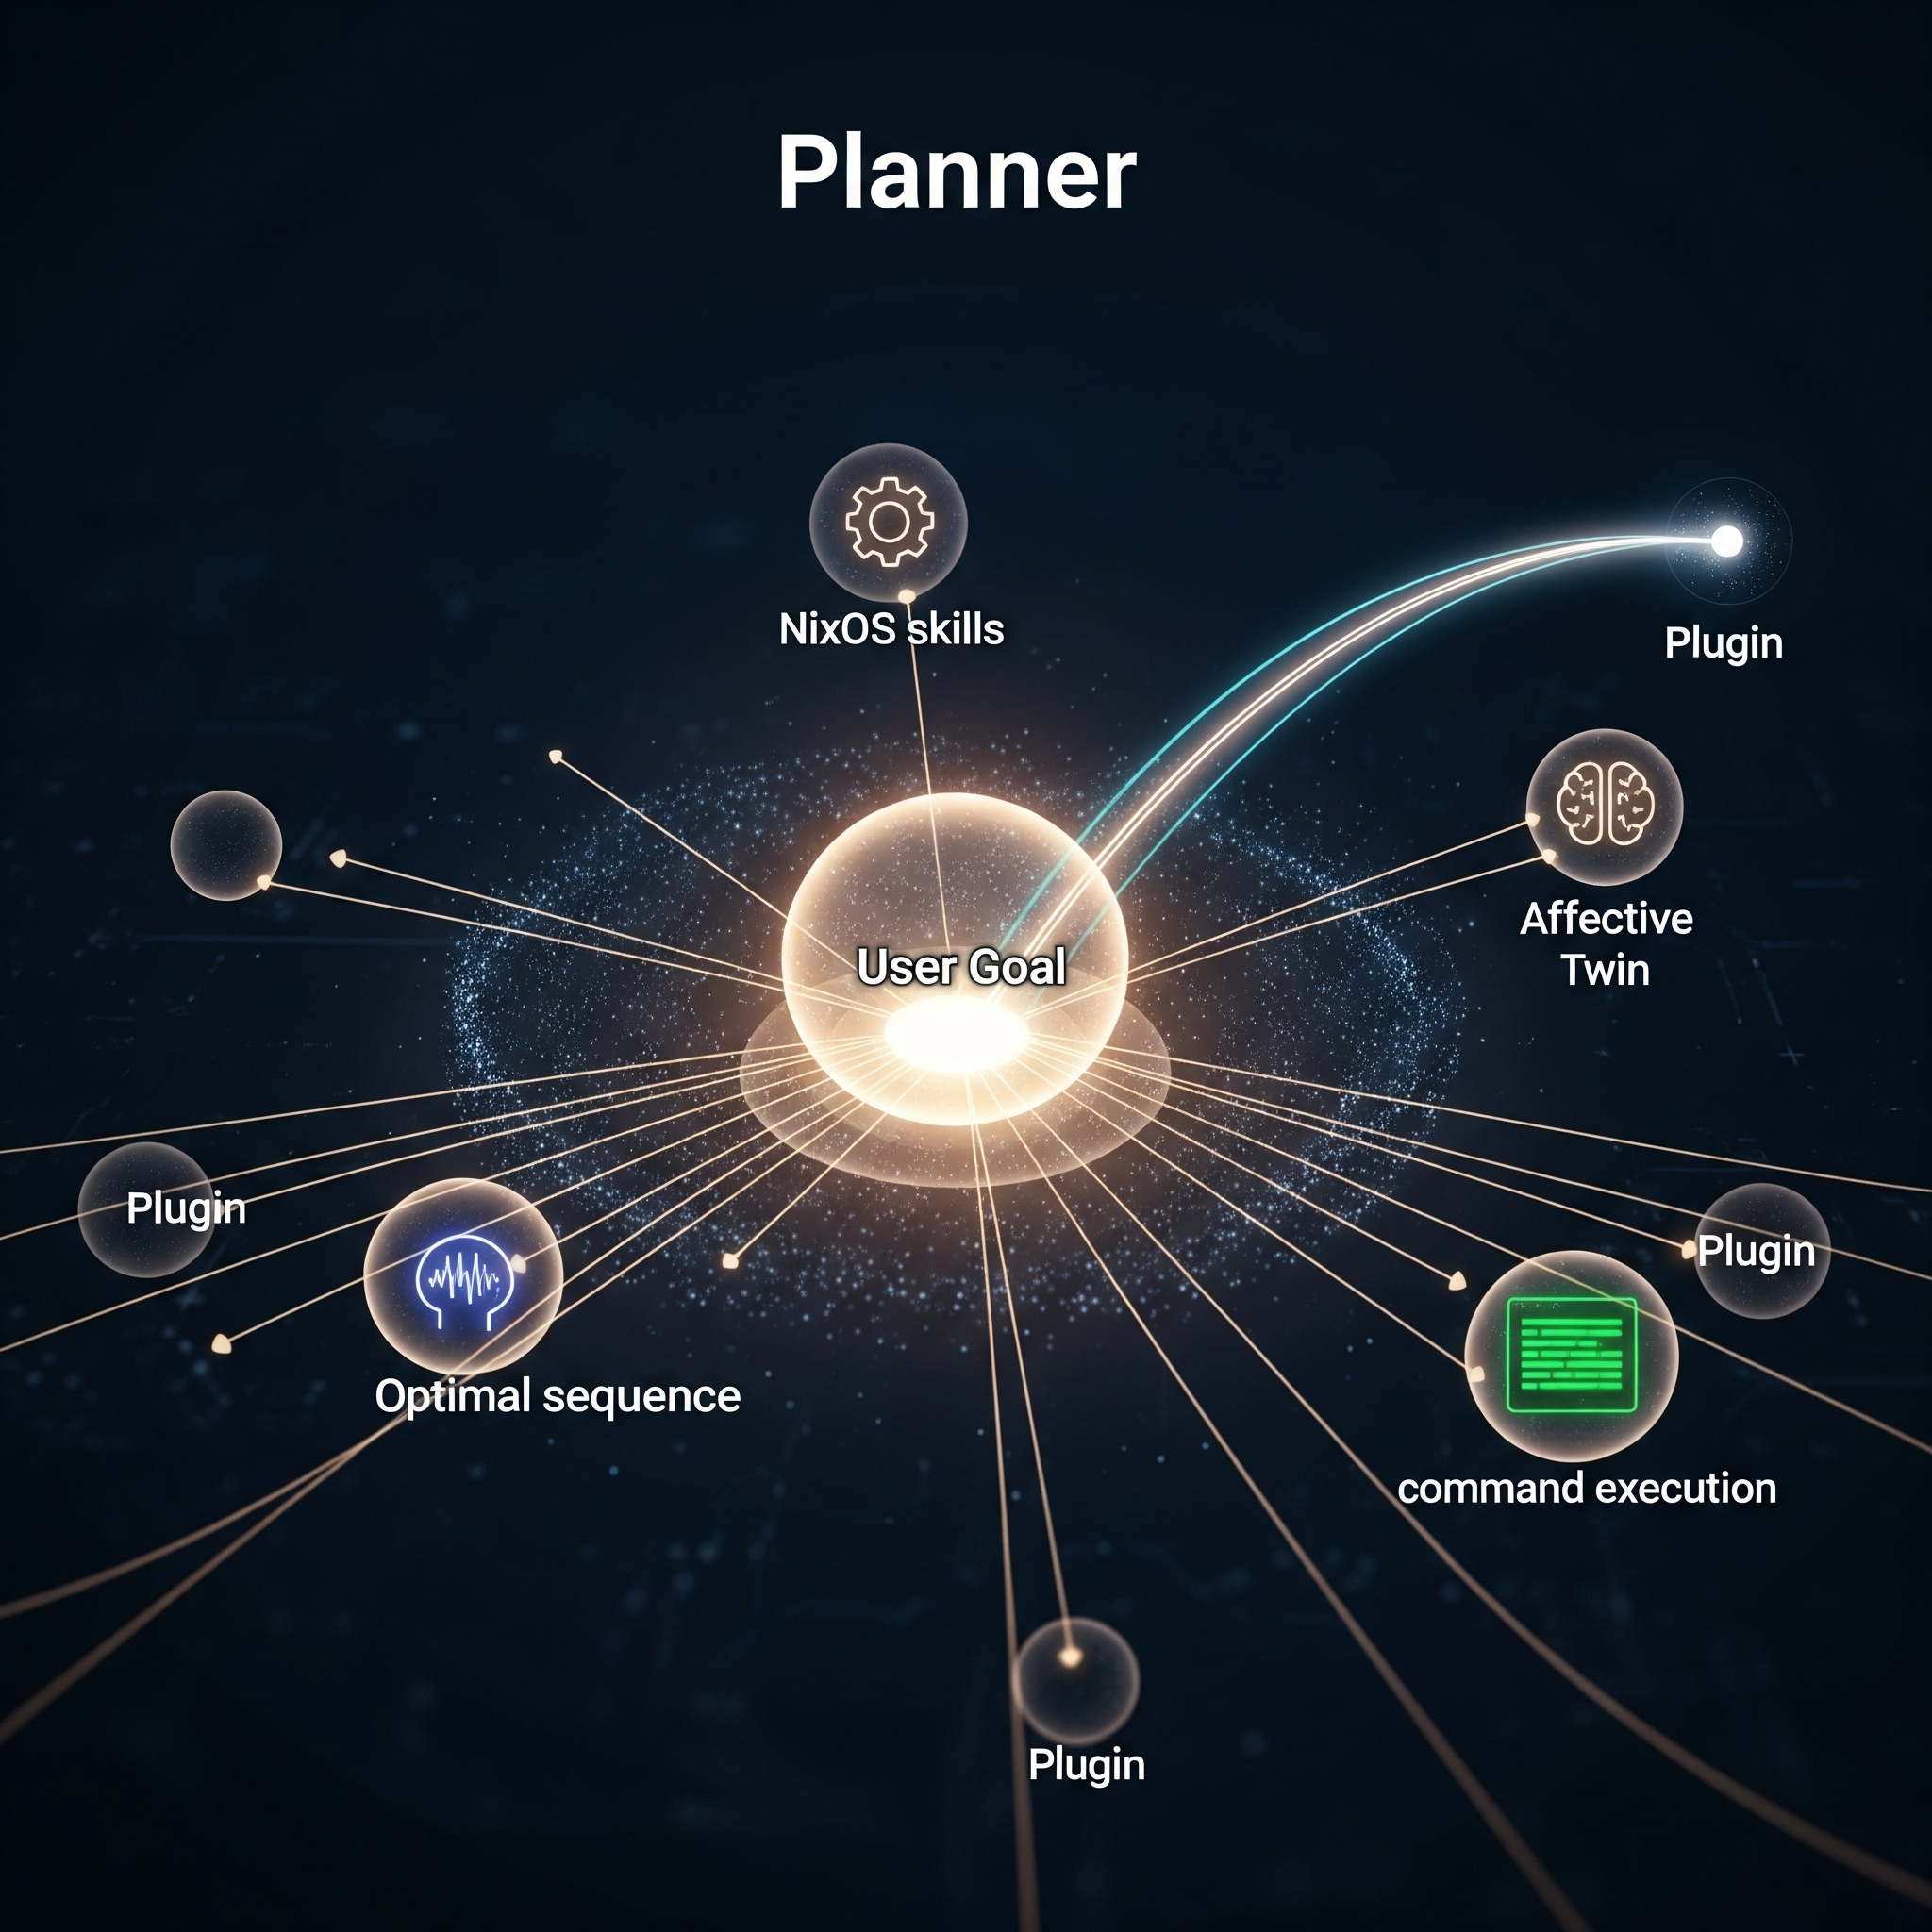 Planner
NixOS skills
Plugin
Affective
Twin
User Goal
Plugin
Plugin
Optimal sequence
command execution
Plugin